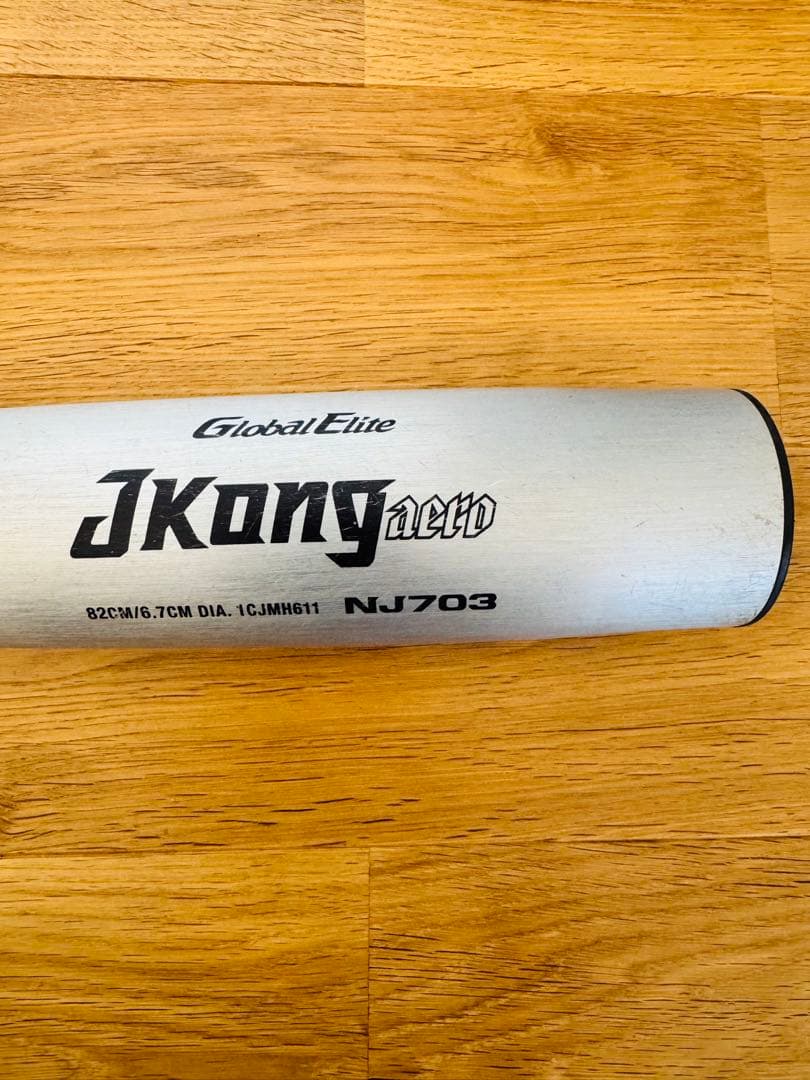 Global Elite
JKong aero
82CM/6.7CM DIA. 1CJMH611 NJ703